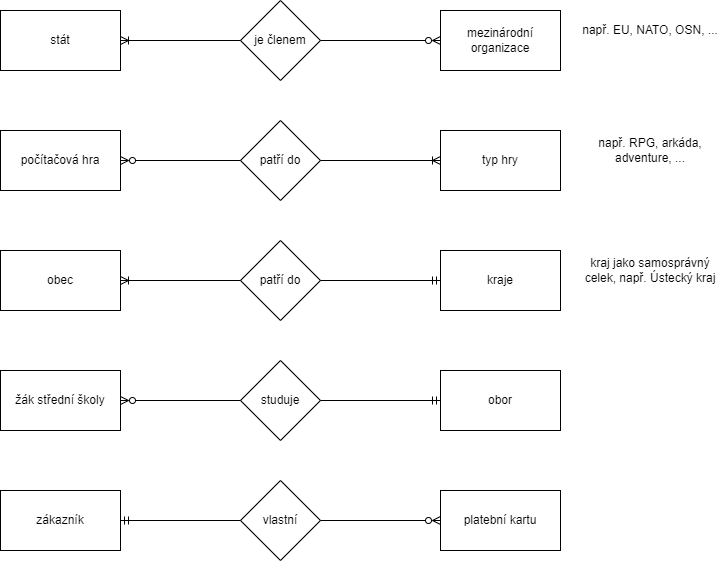 stát
je členem
mezinárodní
organizace
např. EU, NATO, OSN, ...
počítačová hra
patří do
typ hry
např. RPG, arkáda,
adventure, ...
obec
patří do
kraje
kraj jako samosprávný
celek, např. Ústecký kraj
žák střední školy
studuje
obor
zákazník
vlastní
platební kartu